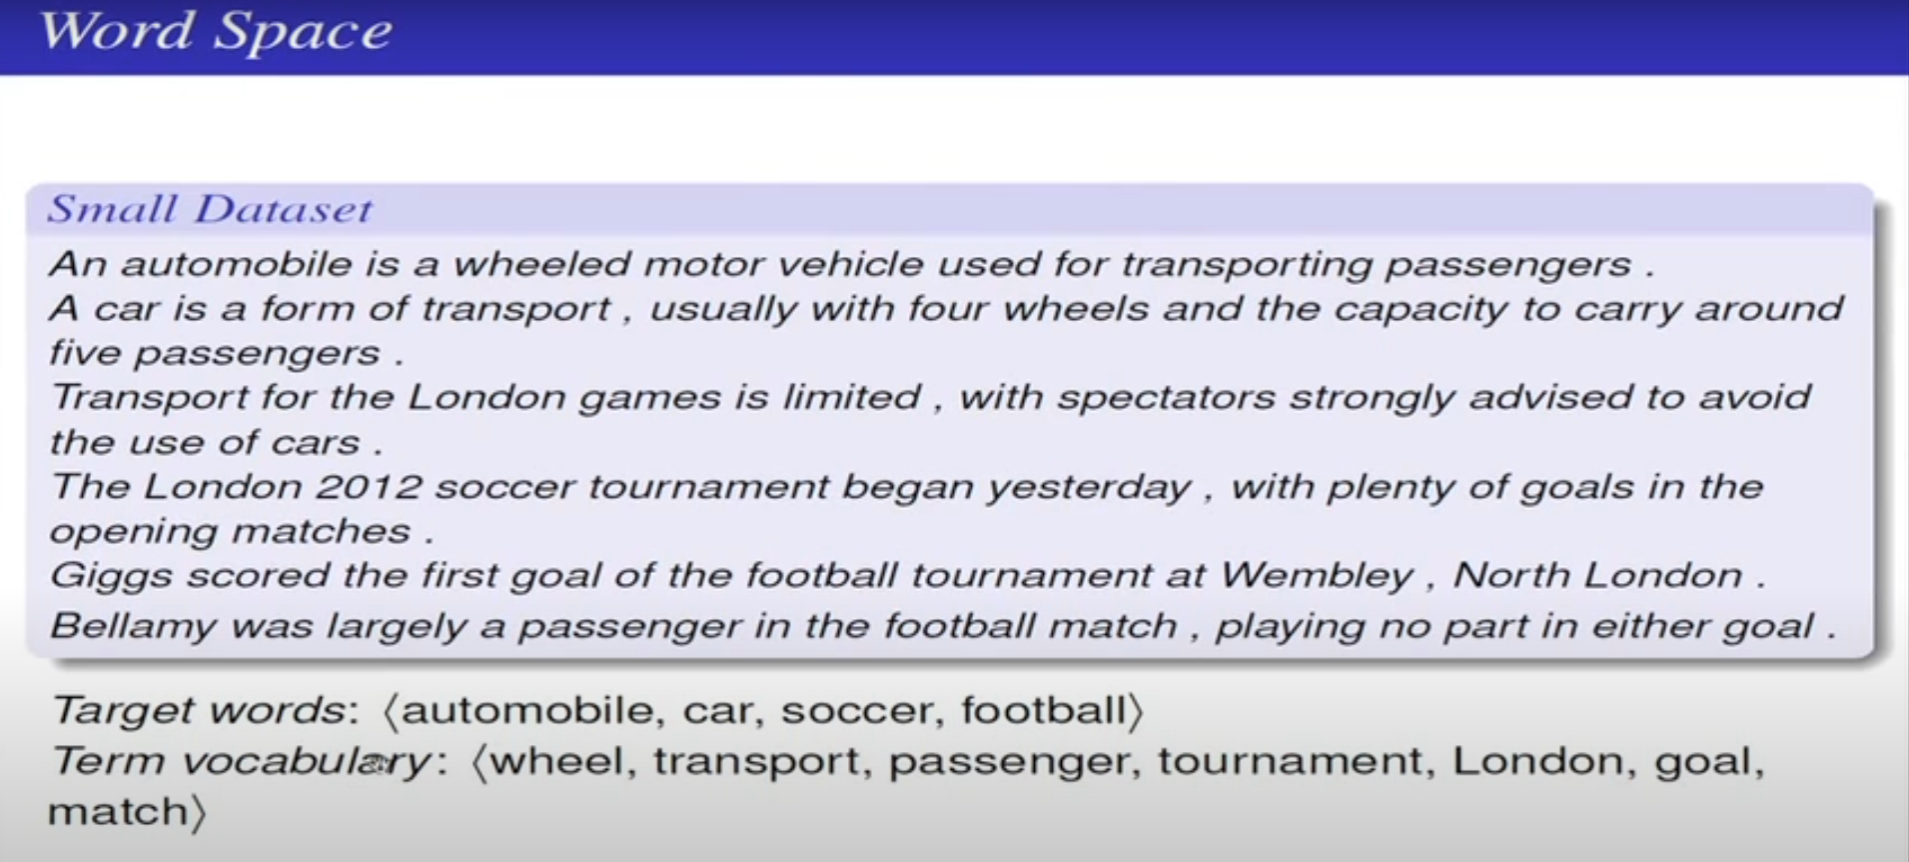 Word Space
Small Dataset
An automobile is a wheeled motor vehicle used for transporting passengers .
A car is a form of transport , usually with four wheels and the capacity to carry around
five passengers .
Transport for the London games is limited , with spectators strongly advised to avoid
the use of cars .
The London 2012 soccer tournament began yesterday , with plenty of goals in the
opening matches .
Giggs scored the first goal of the football tournament at Wembley , North London .
Bellamy was largely a passenger in the football match , playing no part in either goal .
Target words: ⟨automobile, car, soccer, football⟩
Term vocabulary: ⟨wheel, transport, passenger, tournament, London, goal,
match⟩